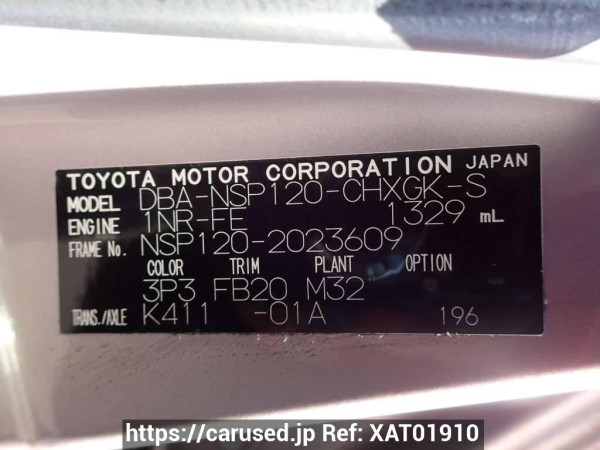 TOYOTA MOTOR CORPORATION JAPAN
MODEL DBA-NSP120-CHXGK-S
ENGINE 1NR-FE 1329 mL
FRAME No. NSP120-2023609
COLOR TRIM PLANT OPTION
3P3 FB20 M32
TRANS./AXLE K411 -01A 196
https://carused.jp Ref: XAT01910